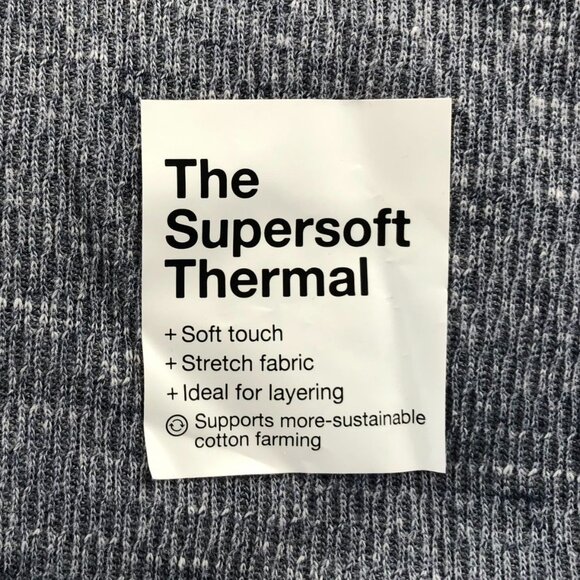 The
Supersoft
Thermal
+ Soft touch
+ Stretch fabric
+ Ideal for layering
Supports more-sustainable
cotton farming